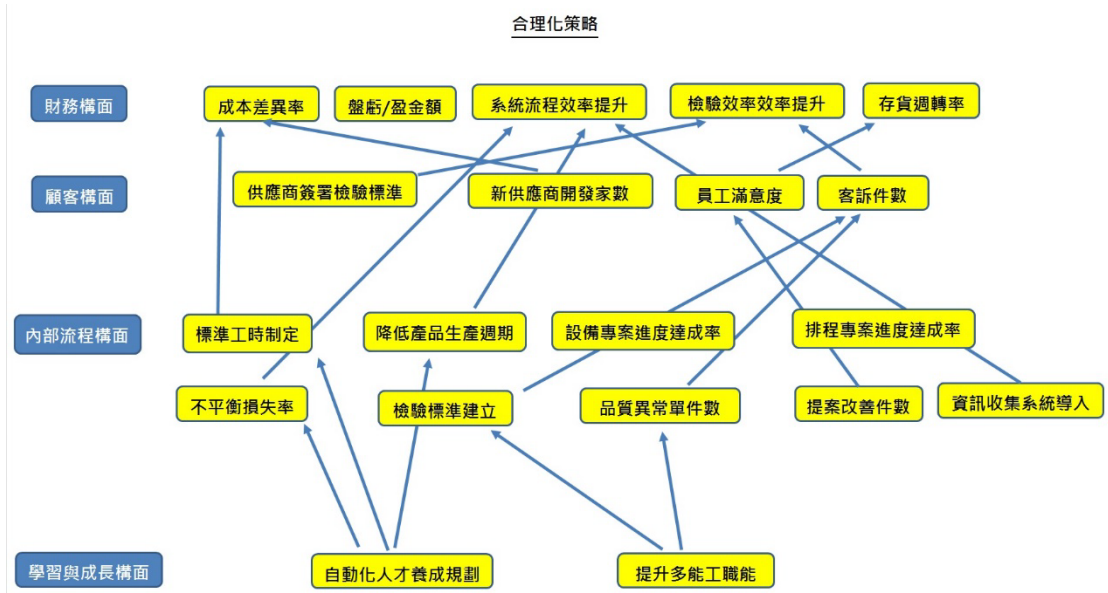 合理化策略
財務構面
成本差異率
盤虧/盈金額
系統流程效率提升
檢驗效率效率提升
存貨週轉率
顧客構面
供應商簽署檢驗標準
新供應商開發家數
員工滿意度
客訴件數
內部流程構面
標準工時制定
降低產品生產週期
設備專案進度達成率
排程專案進度達成率
不平衡損失率
檢驗標準建立
品質異常單件數
提案改善件數
資訊收集系統導入
學習與成長構面
自動化人才養成規劃
提升多能工職能